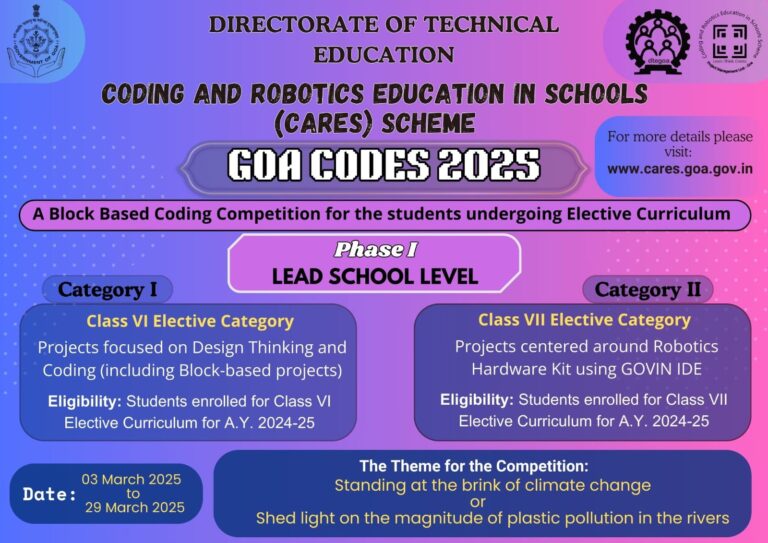 DIRECTORATE OF TECHNICAL
EDUCATION
CODING AND ROBOTICS EDUCATION IN SCHOOLS
(CARES) SCHEME
GOA CODES 2025
dtegoa
For more details please
visit:
www.cares.goa.gov.in
A Block Based Coding Competition for the students undergoing Elective Curriculum
Phase I
LEAD SCHOOL LEVEL
Category I
Class VI Elective Category
Projects focused on Design Thinking and
Coding (including Block-based projects)
Eligibility: Students enrolled for Class VI
Elective Curriculum for A.Y. 2024-25
Category II
Class VII Elective Category
Projects centered around Robotics
Hardware Kit using GOVIN IDE
Eligibility: Students enrolled for Class VII
Elective Curriculum for A.Y. 2024-25
Date:
03 March 2025
to
29 March 2025
The Theme for the Competition:
Standing at the brink of climate change
or
Shed light on the magnitude of plastic pollution in the rivers